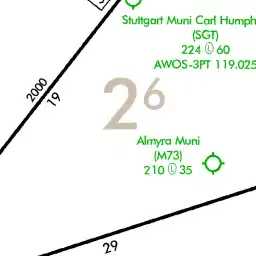 Stuttgart Muni Carl Humph
(SGT)
224 Ⓛ 60
AWOS-3PT 119.025
2000
19
2⁶
Almyra Muni
(M73)
210 Ⓛ 35
29